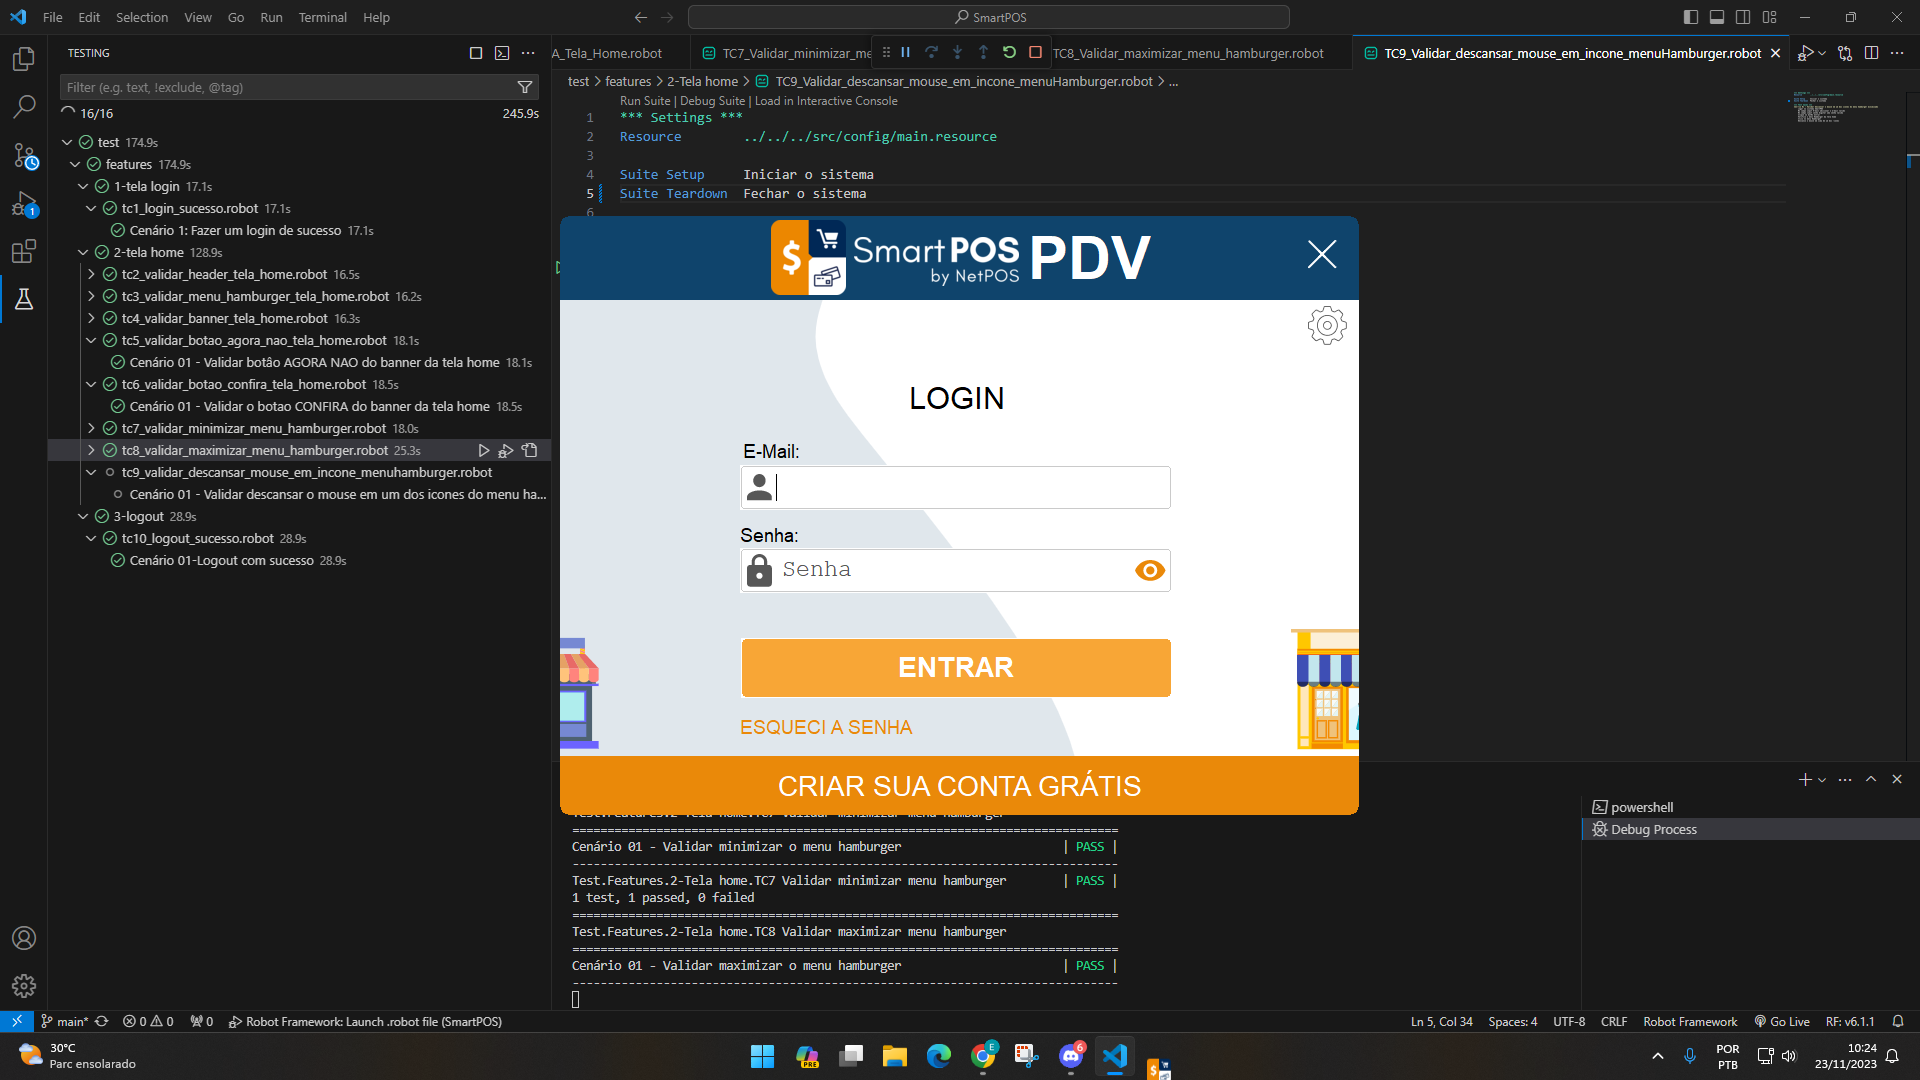 File Edit Selection View Go Run Terminal Help
SmartPOS
TESTING
Filter (e.g. text, !exclude, @tag)
16/16 245.9s
test 174.9s
features 174.9s
1-tela login 17.1s
tc1_login_sucesso.robot 17.1s
Cenário 1: Fazer um login de sucesso 17.1s
2-tela home 128.9s
tc2_validar_header_tela_home.robot 16.5s
tc3_validar_menu_hamburger_tela_home.robot 16.2s
tc4_validar_banner_tela_home.robot 16.3s
tc5_validar_botao_agora_nao_tela_home.robot 18.1s
Cenário 01 - Validar botão AGORA NAO do banner da tela home 18.1s
tc6_validar_botao_confira_tela_home.robot 18.5s
Cenário 01 - Validar o botao CONFIRA do banner da tela home 18.5s
tc7_validar_minimizar_menu_hamburger.robot 18.0s
tc8_validar_maximizar_menu_hamburger.robot 25.3s
tc9_validar_descansar_mouse_em_incone_menuhamburger.robot
Cenário 01 - Validar descansar o mouse em um dos icones do menu ha...
3-logout 28.9s
tc10_logout_sucesso.robot 28.9s
Cenário 01-Logout com sucesso 28.9s
A_Tela_Home.robot TC7_Validar_minimizar_me TC8_Validar_maximizar_menu_hamburger.robot TC9_Validar_descansar_mouse_em_incone_menuHamburger.robot
test > features > 2-Tela home > TC9_Validar_descansar_mouse_em_incone_menuHamburger.robot > ...
Run Suite | Debug Suite | Load in Interactive Console
1 *** Settings ***
2 Resource ../../../src/config/main.resource
3
4 Suite Setup Iniciar o sistema
5 Suite Teardown Fechar o sistema
6
SmartPOS PDV
by NetPOS
LOGIN
E-Mail:
Senha:
Senha
ENTRAR
ESQUECI A SENHA
CRIAR SUA CONTA GRÁTIS
Test.Features.2-Tela home.TC7 Validar minimizar menu hamburger
==============================================================================
Cenário 01 - Validar minimizar o menu hamburger | PASS |
------------------------------------------------------------------------------
Test.Features.2-Tela home.TC7 Validar minimizar menu hamburger | PASS |
1 test, 1 passed, 0 failed
==============================================================================
Test.Features.2-Tela home.TC8 Validar maximizar menu hamburger
==============================================================================
Cenário 01 - Validar maximizar o menu hamburger | PASS |
------------------------------------------------------------------------------
powershell
Debug Process
1
main* 0 0 0 Robot Framework: Launch .robot file (SmartPOS) Ln 5, Col 34 Spaces: 4 UTF-8 CRLF Robot Framework Go Live RF: v6.1.1
30°C
Parc ensolarado
PRE
E
6
POR
PTB
10:24
23/11/2023